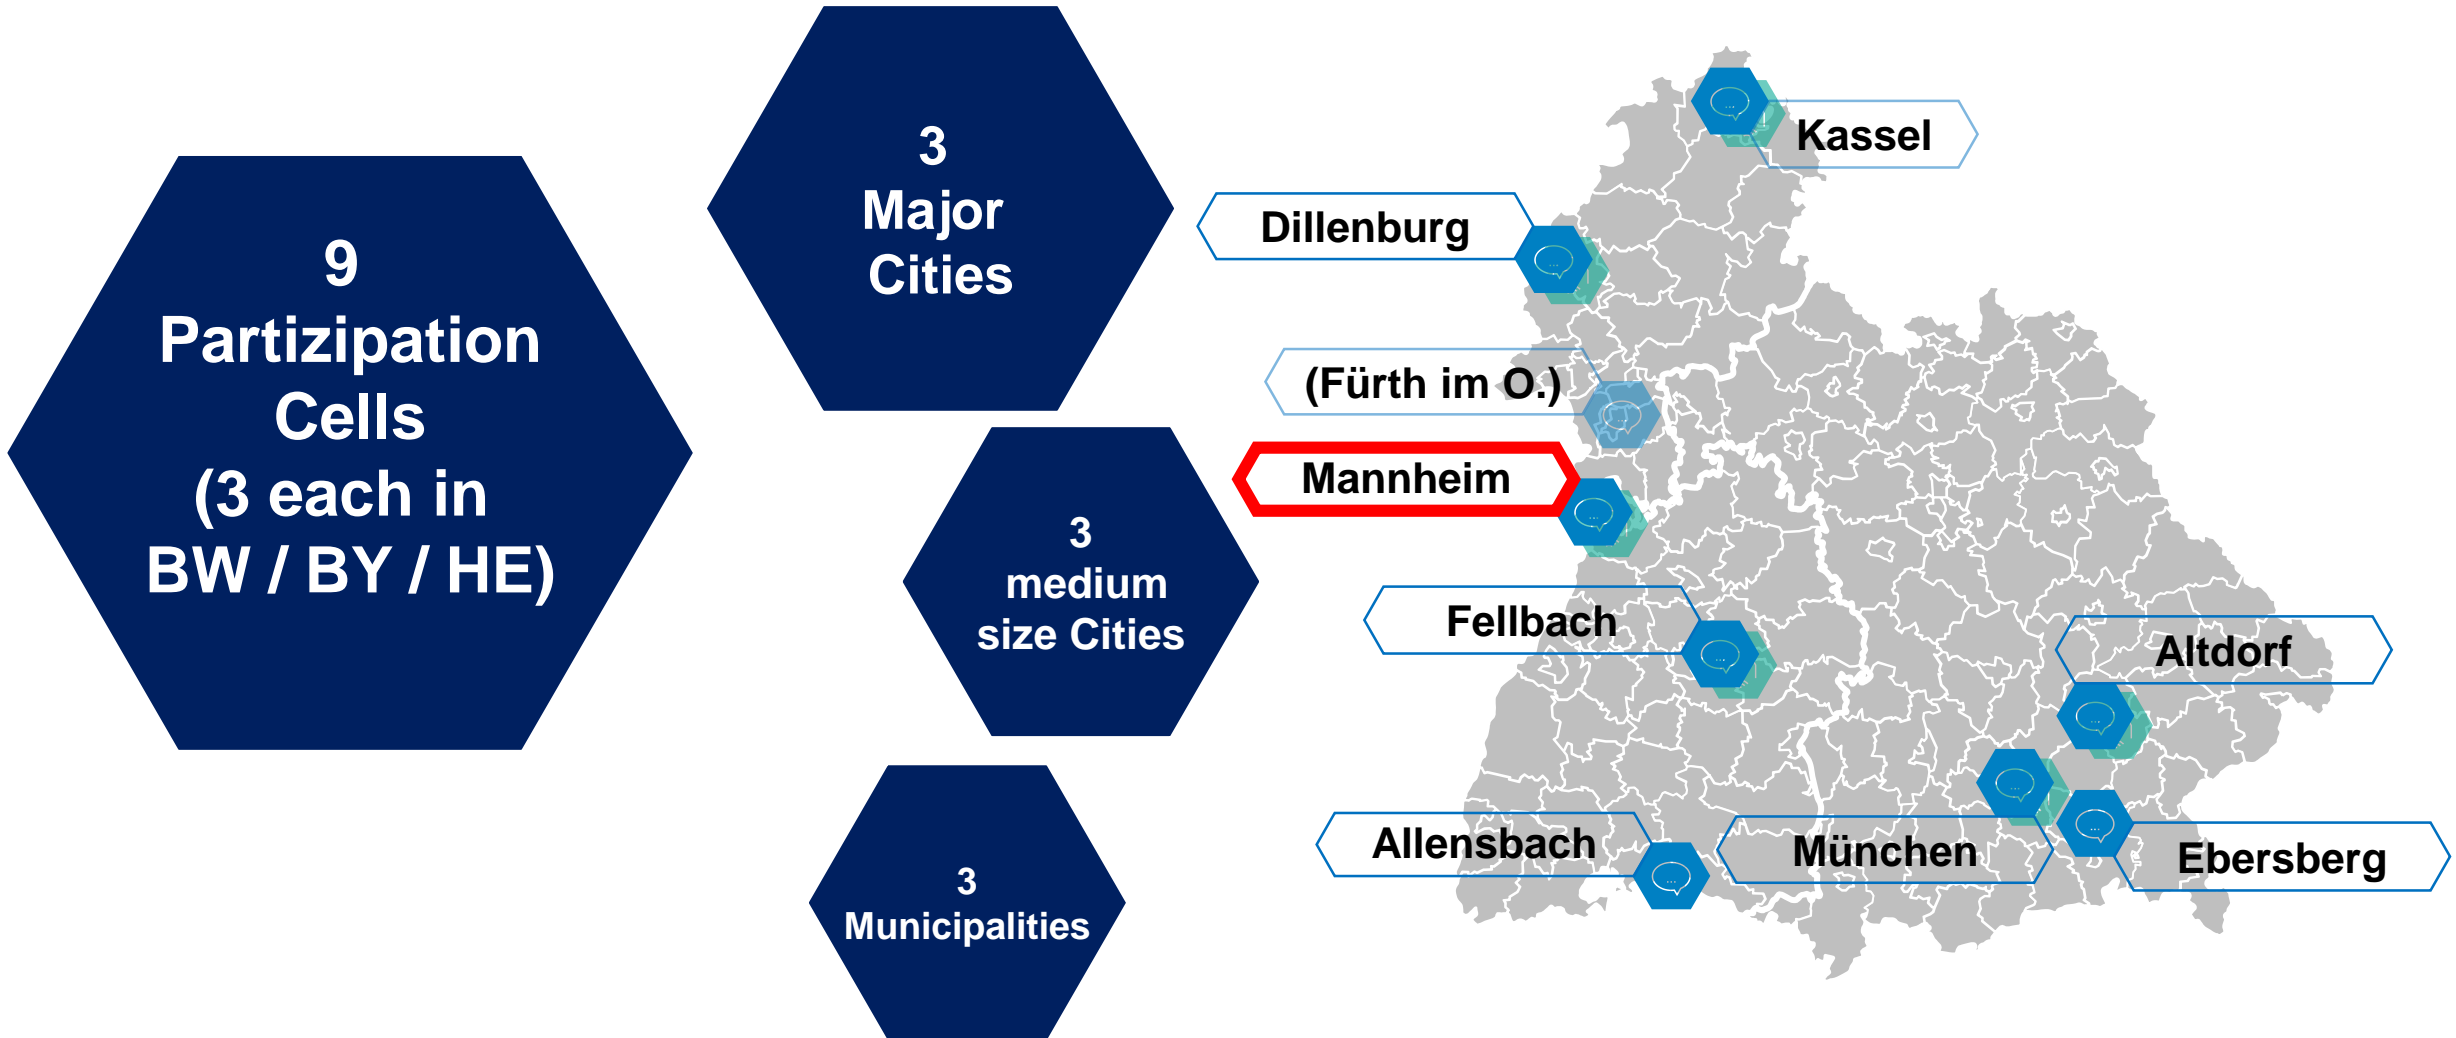 9
Partizipation
Cells
(3 each in
BW / BY / HE)
3
Major
Cities
3
medium
size Cities
3
Municipalities
Kassel
Dillenburg
(Fürth im O.)
Mannheim
Fellbach
Altdorf
Allensbach
München
Ebersberg